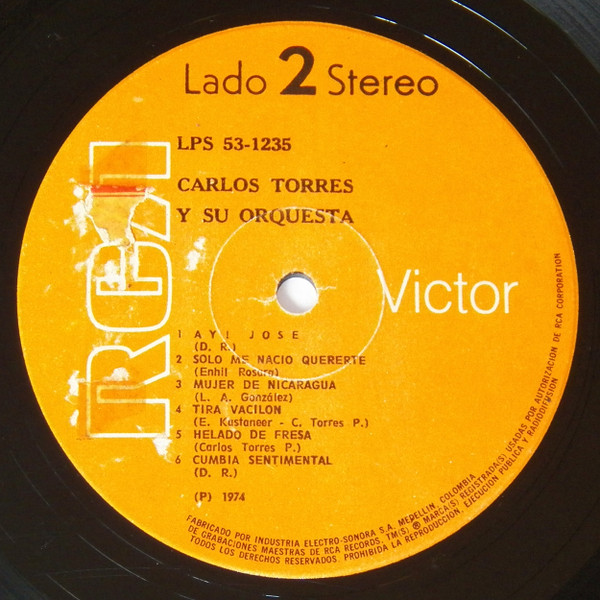 Lado 2 Stereo
LPS 53-1235
CARLOS TORRES
Y SU ORQUESTA
RCA
Victor
1 AYI JOSE
(D. R.)
2 SOLO ME NACIO QUERERTE
(Enhil Rosero)
3 MUJER DE NICARAGUA
(L. A. González)
4 TIRA VACILON
(E. Kastaneer - C. Torres P.)
5 HELADO DE FRESA
(Carlos Torres P.)
6 CUMBIA SENTIMENTAL
(D. R.)
(P) 1974
FABRICADO POR INDUSTRIA ELECTRO-SONORA S.A. MEDELLIN, COLOMBIA
DE GRABACIONES MAESTRAS DE RCA RECORDS. TM(S) ® MARCA(S) REGISTRADA(S) USADAS POR AUTORIZACION DE RCA CORPORATION
TODOS LOS DERECHOS RESERVADOS. PROHIBIDA LA REPRODUCCION, EJECUCION PUBLICA Y RADIODIFUSION